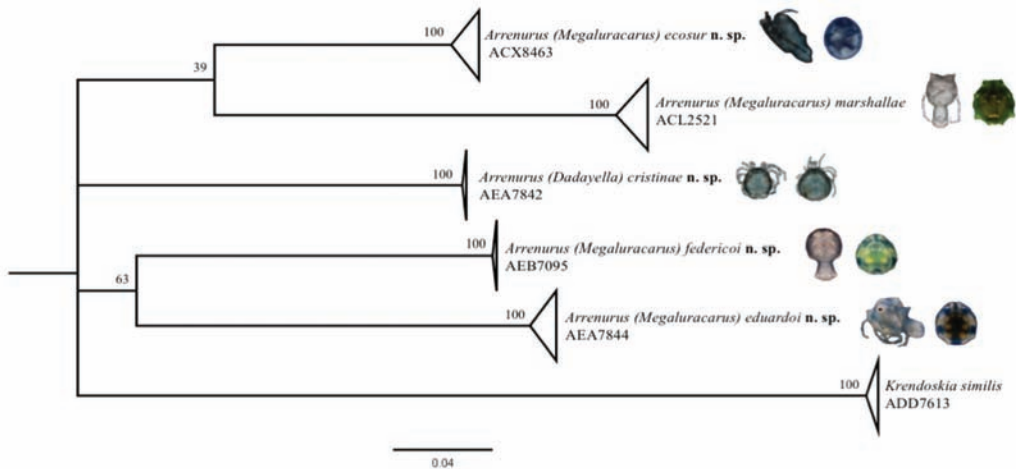 100
Arrenurus (Megaluracarus) ecosur n. sp.
ACX8463
39
100
Arrenurus (Megaluracarus) marshallae
ACL2521
100
Arrenurus (Dadayella) cristinae n. sp.
AEA7842
100
Arrenurus (Megaluracarus) federicoi n. sp.
AEB7095
63
100
Arrenurus (Megaluracarus) eduardoi n. sp.
AEA7844
100
Krendoskia similis
ADD7613
0.04